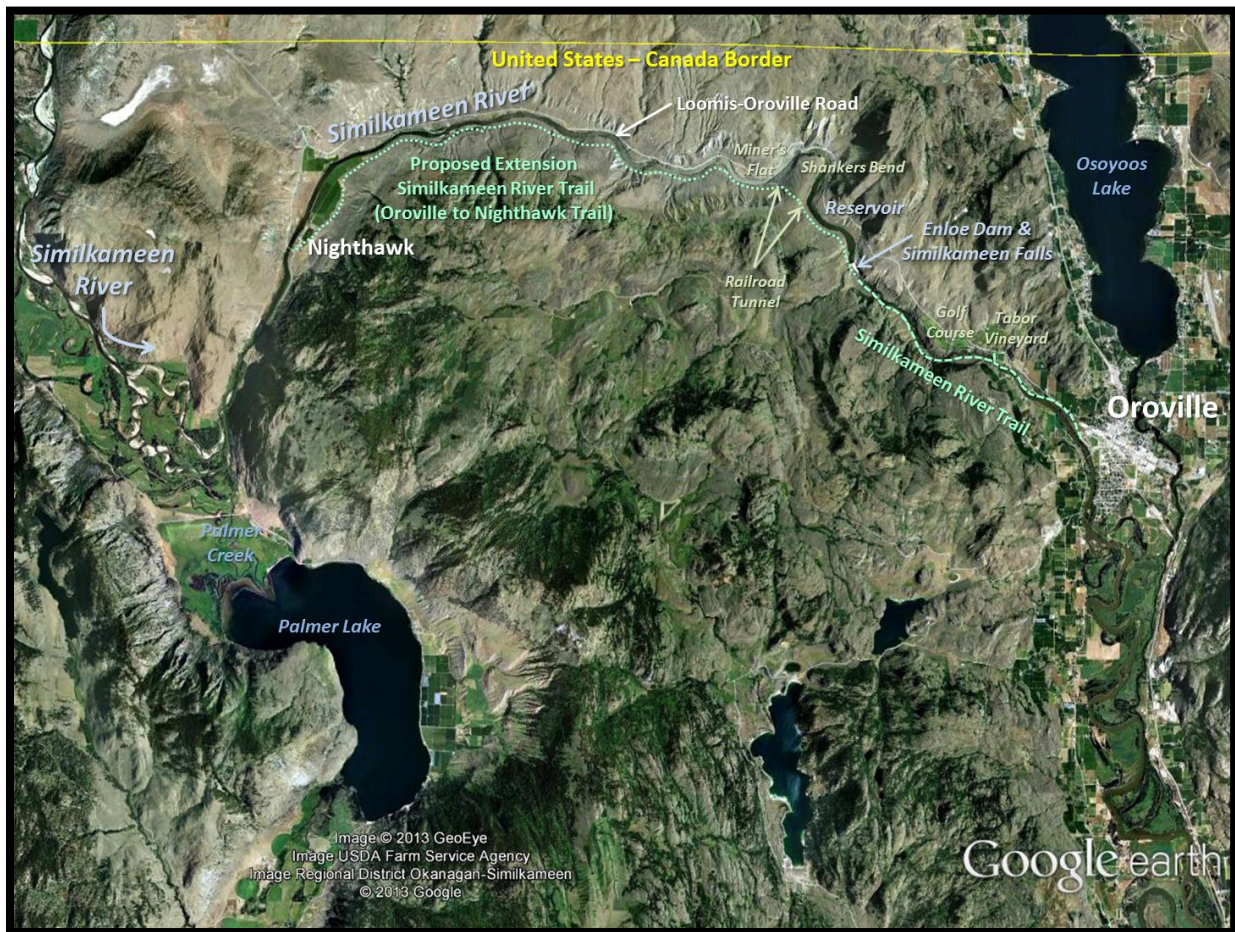 United States – Canada Border
Similkameen River
Loomis-Oroville Road
Miner's
Flat
Shankers Bend
Osoyoos
Lake
Proposed Extension
Similkameen River Trail
(Oroville to Nighthawk Trail)
Reservoir
Nighthawk
Enloe Dam &
Similkameen Falls
Similkameen
River
Railroad
Tunnel
Golf
Course
Tabor
Vineyard
Similkameen River Trail
Oroville
Palmer
Creek
Palmer Lake
Image © 2013 GeoEye
Image USDA Farm Service Agency
Image Regional District Okanagan-Similkameen
© 2013 Google
Google earth